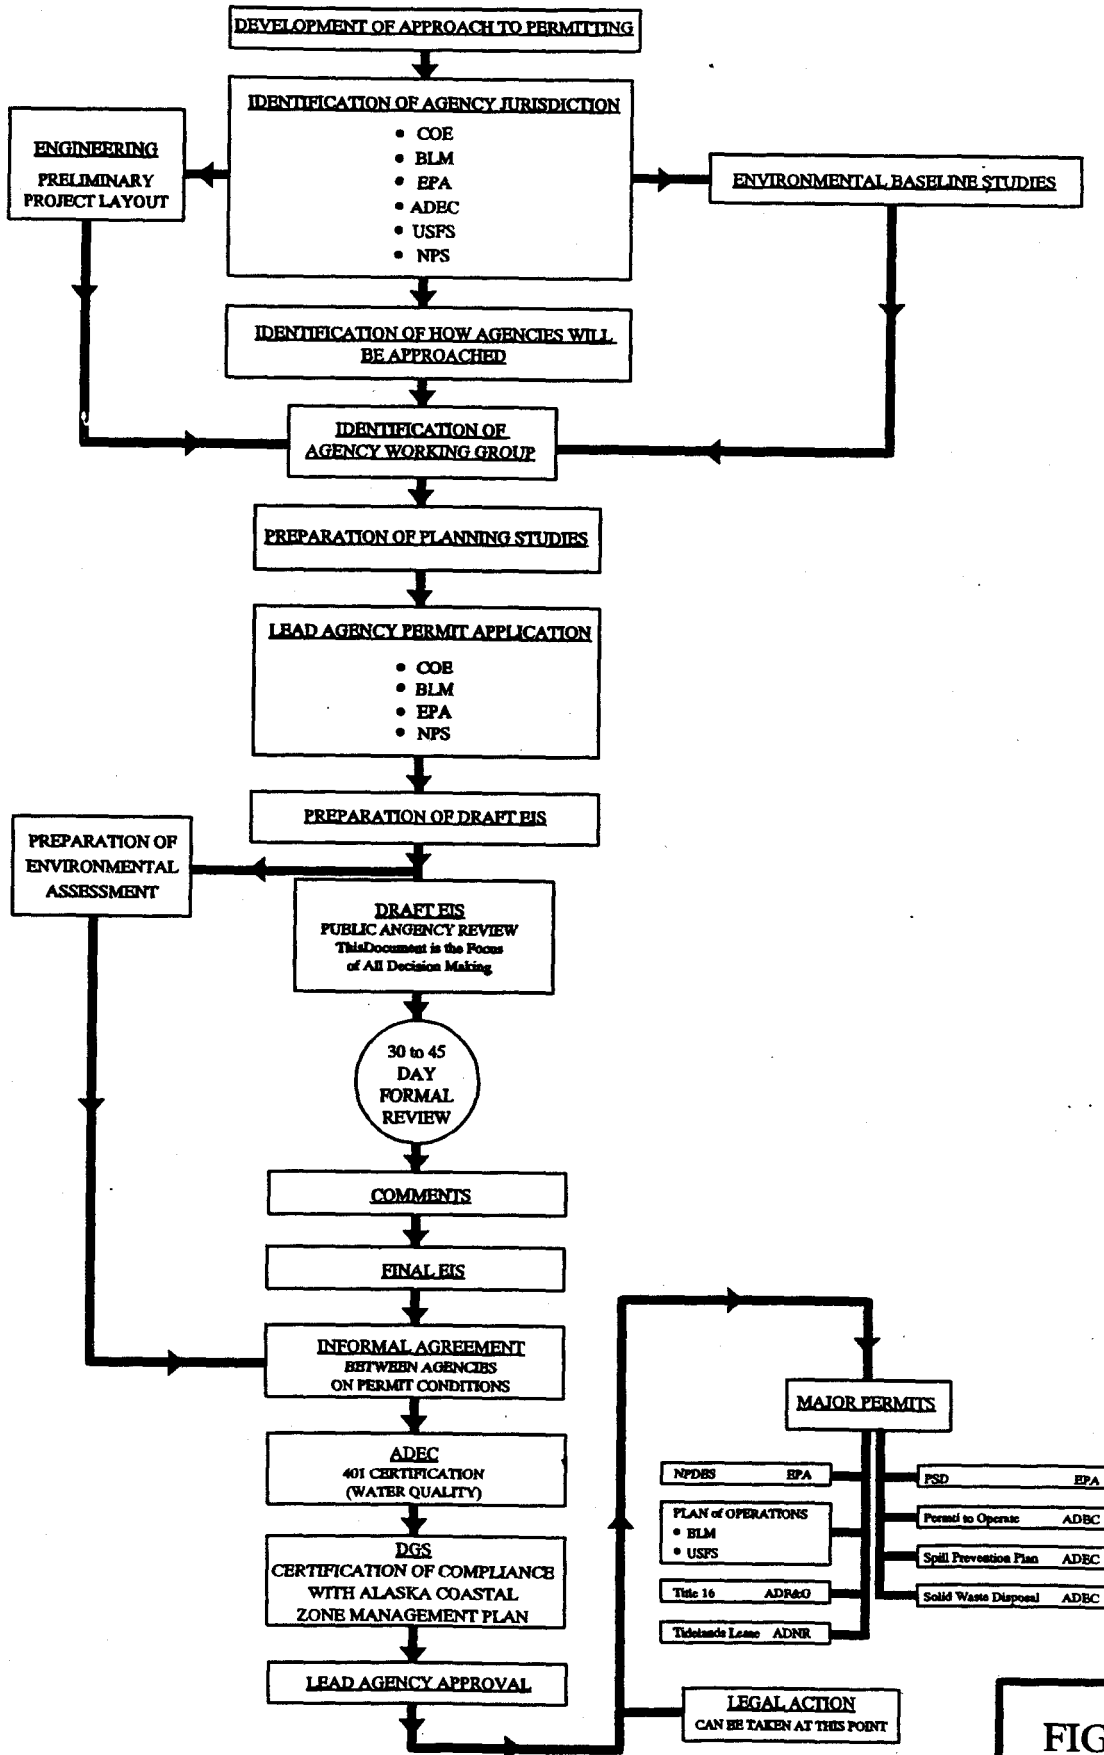 DEVELOPMENT OF APPROACH TO PERMITTING
IDENTIFICATION OF AGENCY JURISDICTION
• COE
• BLM
• EPA
• ADEC
• USFS
• NPS
ENGINEERING
PRELIMINARY
PROJECT LAYOUT
ENVIRONMENTAL BASELINE STUDIES
IDENTIFICATION OF HOW AGENCIES WILL
BE APPROACHED
IDENTIFICATION OF
AGENCY WORKING GROUP
PREPARATION OF PLANNING STUDIES
LEAD AGENCY PERMIT APPLICATION
• COE
• BLM
• EPA
• NPS
PREPARATION OF DRAFT EIS
PREPARATION OF
ENVIRONMENTAL
ASSESSMENT
DRAFT EIS
PUBLIC ANGENCY REVIEW
ThisDocument is the Focus
of All Decision Making
30 to 45
DAY
FORMAL
REVIEW
COMMENTS
FINAL EIS
INFORMAL AGREEMENT
BETWEEN AGENCIES
ON PERMIT CONDITIONS
ADEC
401 CERTIFICATION
(WATER QUALITY)
DGS
CERTIFICATION OF COMPLIANCE
WITH ALASKA COASTAL
ZONE MANAGEMENT PLAN
LEAD AGENCY APPROVAL
LEGAL ACTION
CAN BE TAKEN AT THIS POINT
MAJOR PERMITS
NPDES EPA
PLAN of OPERATIONS
• BLM
• USFS
Title 16 ADF&G
Tidelands Lease ADNR
PSD EPA
Permit to Operate ADEC
Spill Prevention Plan ADEC
Solid Waste Disposal ADEC
FIG